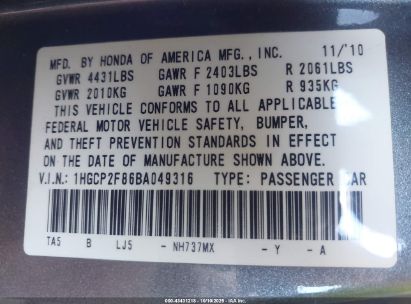 MFD. BY HONDA OF AMERICA MFG., INC. 11/'10
GVWR 4431LBS GAWR F 2403LBS R 2061LBS
GVWR 2010KG GAWR F 1090KG R 935KG
THIS VEHICLE CONFORMS TO ALL APPLICABLE
FEDERAL MOTOR VEHICLE SAFETY, BUMPER,
AND THEFT PREVENTION STANDARDS IN EFFECT
ON THE DATE OF MANUFACTURE SHOWN ABOVE.
V.I.N.: 1HGCP2F86BA049316 TYPE: PASSENGER CAR
TA5 B LJ5 - NH737MX - Y - A